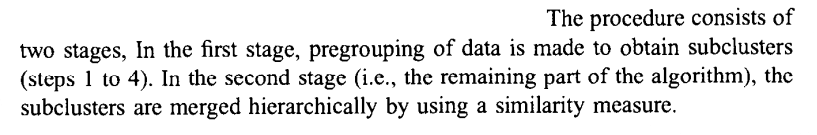 The procedure consists of
two stages, In the first stage, pregrouping of data is made to obtain subclusters
(steps 1 to 4). In the second stage (i.e., the remaining part of the algorithm), the
subclusters are merged hierarchically by using a similarity measure.